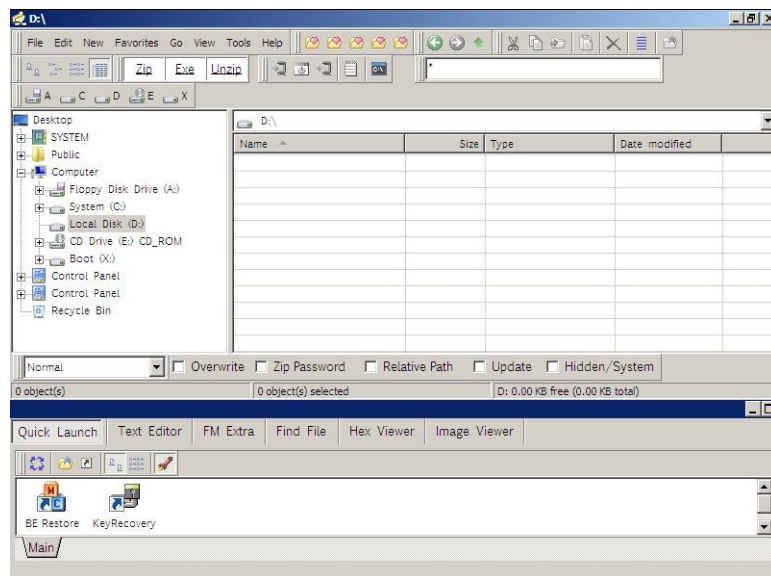 D:\
File Edit New Favorites Go View Tools Help
Zip Exe Unzip
*
A C D E X
Desktop
SYSTEM
Public
Computer
Floppy Disk Drive (A:)
System (C:)
Local Disk (D:)
CD Drive (E:) CD_ROM
Boot (X:)
Control Panel
Control Panel
Recycle Bin
D:\
Name Size Type Date modified
Normal Overwrite Zip Password Relative Path Update Hidden/System
0 object(s) 0 object(s) selected D: 0.00 KB free (0.00 KB total)
Quick Launch Text Editor FM Extra Find File Hex Viewer Image Viewer
BE Restore KeyRecovery
Main